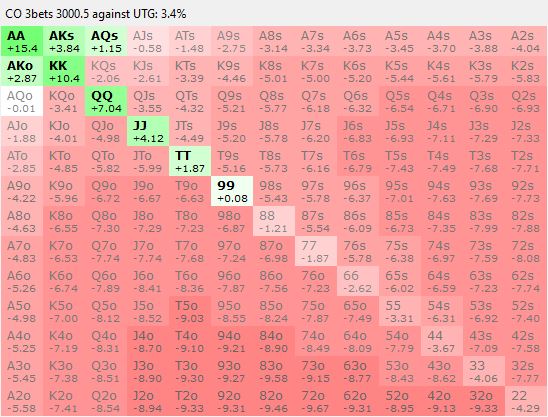 CO 3bets 3000.5 against UTG: 3.4%
AA AKs AQs AJs ATs A9s A8s A7s A6s A5s A4s A3s A2s
+15.4 +3.84 +1.15 -0.58 -1.48 -2.75 -3.14 -3.34 -3.73 -3.45 -3.70 -3.88 -4.04
AKo KK KQs KJs KTs K9s K8s K7s K6s K5s K4s K3s K2s
+2.87 +10.4 -2.06 -2.61 -3.39 -4.46 -5.01 -5.00 -5.20 -5.44 -5.61 -5.79 -5.83
AQo KQo QQ QJs QTs Q9s Q8s Q7s Q6s Q5s Q4s Q3s Q2s
-0.01 -3.41 +7.04 -3.55 -4.32 -5.21 -5.77 -6.18 -6.32 -6.54 -6.71 -6.90 -6.93
AJo KJo QJo JJ JTs J9s J8s J7s J6s J5s J4s J3s J2s
-1.88 -4.01 -4.98 +4.12 -4.49 -5.20 -5.78 -6.20 -6.83 -6.93 -7.11 -7.29 -7.33
ATo KTo QTo JTo TT T9s T8s T7s T6s T5s T4s T3s T2s
-2.85 -4.85 -5.82 -5.99 +1.87 -5.16 -5.73 -6.16 -6.79 -7.43 -7.49 -7.68 -7.71
A9o K9o Q9o J9o T9o 99 98s 97s 96s 95s 94s 93s 92s
-4.22 -5.96 -6.72 -6.67 -6.63 +0.08 -5.43 -5.78 -6.37 -7.01 -7.63 -7.69 -7.73
A8o K8o Q8o J8o T8o 98o 88 87s 86s 85s 84s 83s 82s
-4.63 -6.55 -7.30 -7.29 -7.23 -6.87 -1.21 -5.54 -6.09 -6.73 -7.35 -7.99 -7.88
A7o K7o Q7o J7o T7o 97o 87o 77 76s 75s 74s 73s 72s
-4.83 -6.53 -7.74 -7.74 -7.68 -7.24 -6.98 -1.87 -5.78 -6.38 -6.97 -7.59 -8.08
A6o K6o Q6o J6o T6o 96o 86o 76o 66 65s 64s 63s 62s
-5.26 -6.74 -7.89 -8.41 -8.36 -7.87 -7.56 -7.23 -2.62 -6.02 -6.59 -7.23 -7.74
A5o K5o Q5o J5o T5o 95o 85o 75o 65o 55 54s 53s 52s
-4.98 -7.00 -8.12 -8.52 -9.03 -8.55 -8.24 -7.87 -7.49 -3.31 -6.31 -6.92 -7.40
A4o K4o Q4o J4o T4o 94o 84o 74o 64o 54o 44 43s 42s
-5.25 -7.19 -8.31 -8.70 -9.10 -9.21 -8.90 -8.49 -8.09 -7.79 -3.67 -7.09 -7.58
A3o K3o Q3o J3o T3o 93o 83o 73o 63o 53o 43o 33 32s
-5.45 -7.38 -8.51 -8.90 -9.30 -9.27 -9.58 -9.15 -8.77 -8.43 -8.62 -4.06 -7.77
A2o K2o Q2o J2o T2o 92o 82o 72o 62o 52o 42o 32o 22
-5.58 -7.41 -8.54 -8.94 -9.33 -9.31 -9.46 -9.67 -9.31 -8.95 -9.13 -9.33 -4.29